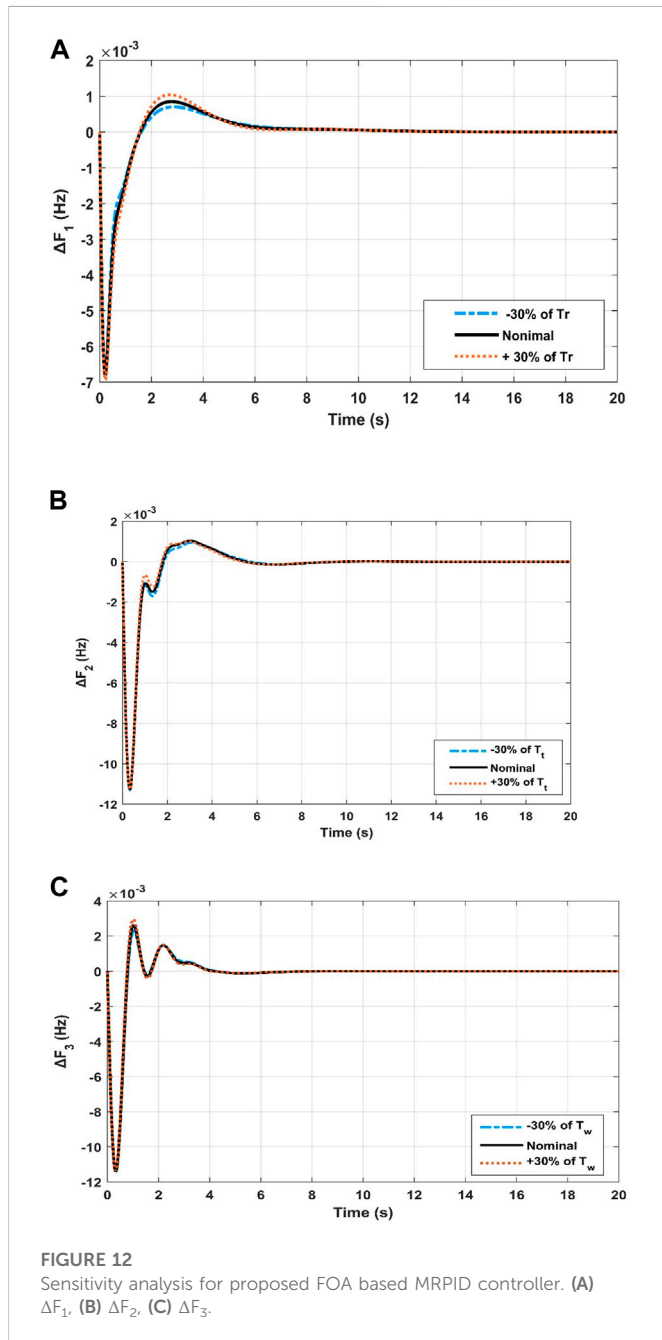 A
×10⁻³
2
1
0
-1
-2
-3
-4
-5
-6
-7
ΔF₁ (Hz)
-30% of Tr
Nonimal
+ 30% of Tr
0 2 4 6 8 10 12 14 16 18 20
Time (s)
B
×10⁻³
2
0
-2
-4
-6
-8
-10
-12
ΔF₂ (Hz)
-30% of Tₜ
Nominal
+30% of Tₜ
0 2 4 6 8 10 12 14 16 18 20
Time (s)
C
×10⁻³
4
2
0
-2
-4
-6
-8
-10
-12
ΔF₃ (Hz)
-30% of T_w
Nominal
+30% of T_w
0 2 4 6 8 10 12 14 16 18 20
Time (s)
FIGURE 12
Sensitivity analysis for proposed FOA based MRPID controller. (A)
ΔF₁, (B) ΔF₂, (C) ΔF₃.